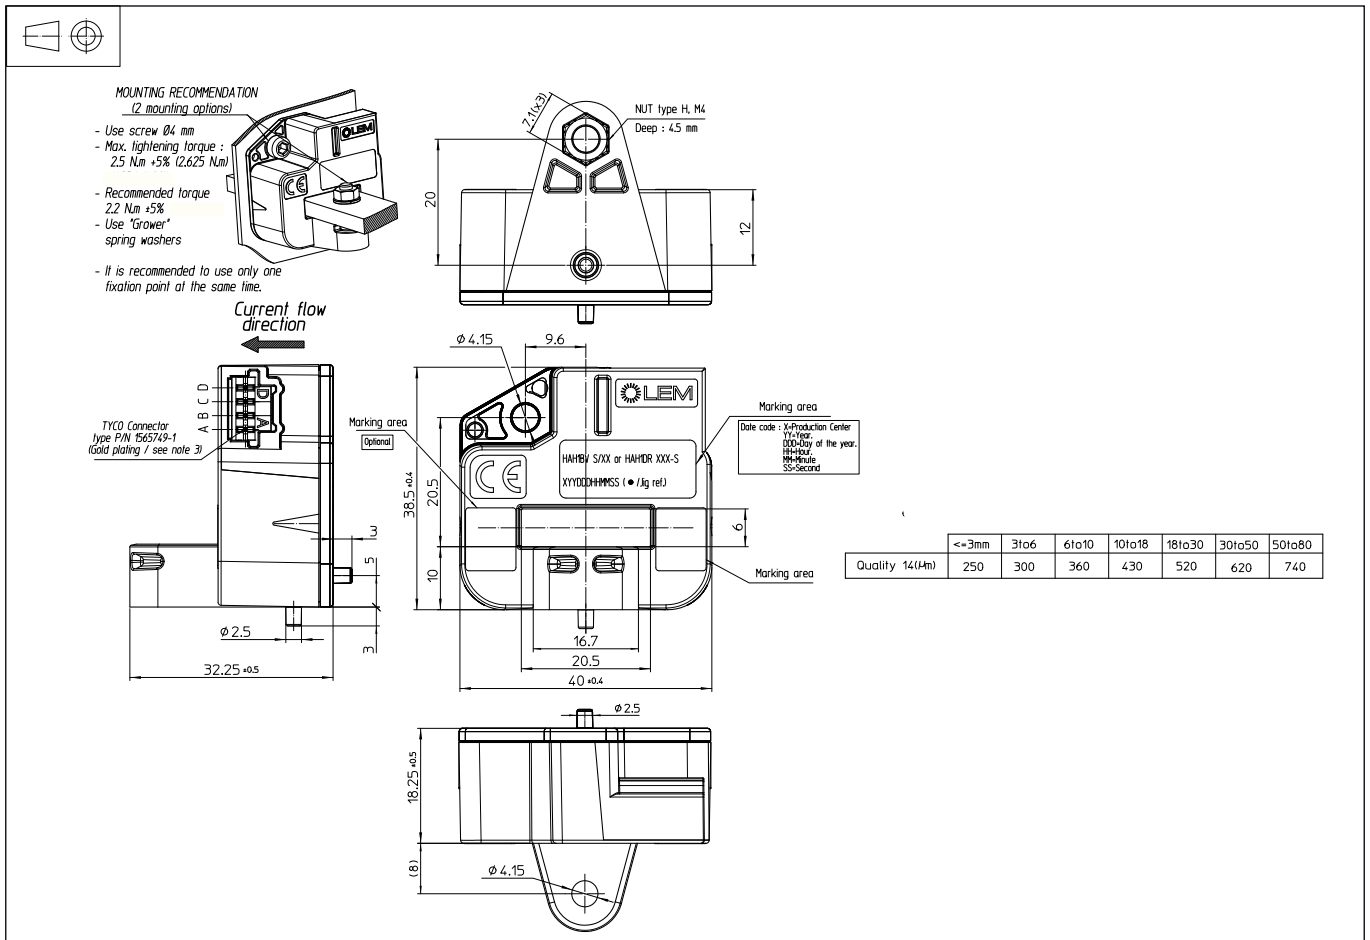 MOUNTING RECOMMENDATION
(2 mounting options)
- Use screw Ø4 mm
- Max. tightening torque :
2.5 N.m +5% (2.625 N.m)
- Recommended torque
2.2 N.m ±5%
- Use "Grower"
spring washers
- It is recommended to use only one
fixation point at the same time.
LEM
CE
7.1(x3)
NUT type H, M4
Deep : 4.5 mm
20
12
Current flow
direction
A B C D
D
A
TYCO Connector
type P/N 1565749-1
(Gold plating / see note 3)
3
5
3
Ø 2.5
32.25 ±0.5
Ø 4.15
9.6
Marking area
Optional
LEM
CE
HAH1BV S/XX or HAH1DR XXX-S
XYYDDDHHMMSS ( ● /Jig ref.)
Marking area
Date code : X=Production Center
YY=Year.
DDD=Day of the year.
HH=Hour.
MM=Minute
SS=Second
38.5 ±0.4
20.5
10
6
Marking area
16.7
20.5
40 ±0.4
<=3mm 3to6 6to10 10to18 18to30 30to50 50to80
Quality 14(µm) 250 300 360 430 520 620 740
Ø 2.5
18.25 ±0.5
(8)
Ø 4.15